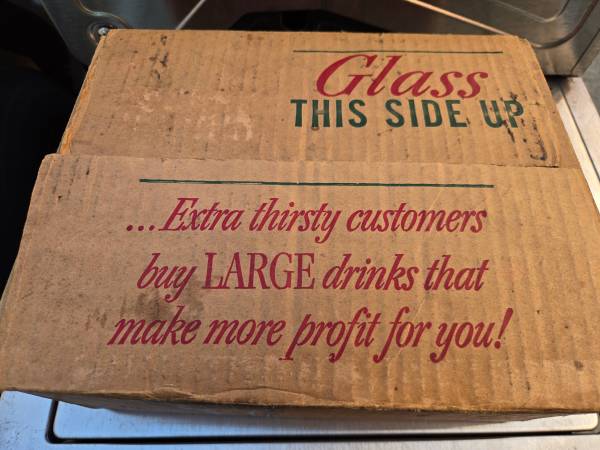 Glass
THIS SIDE UP
...Extra thirsty customers
buy LARGE drinks that
make more profit for you!